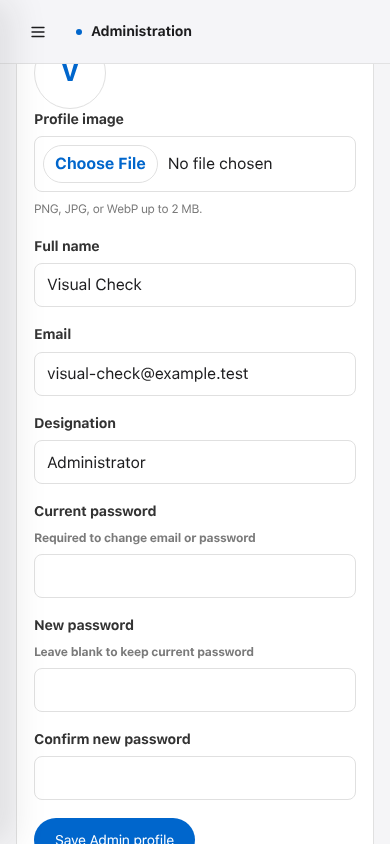 Administration
V
Profile image
Choose File No file chosen
PNG, JPG, or WebP up to 2 MB.
Full name
Visual Check
Email
visual-check@example.test
Designation
Administrator
Current password
Required to change email or password
New password
Leave blank to keep current password
Confirm new password
Save Admin profile